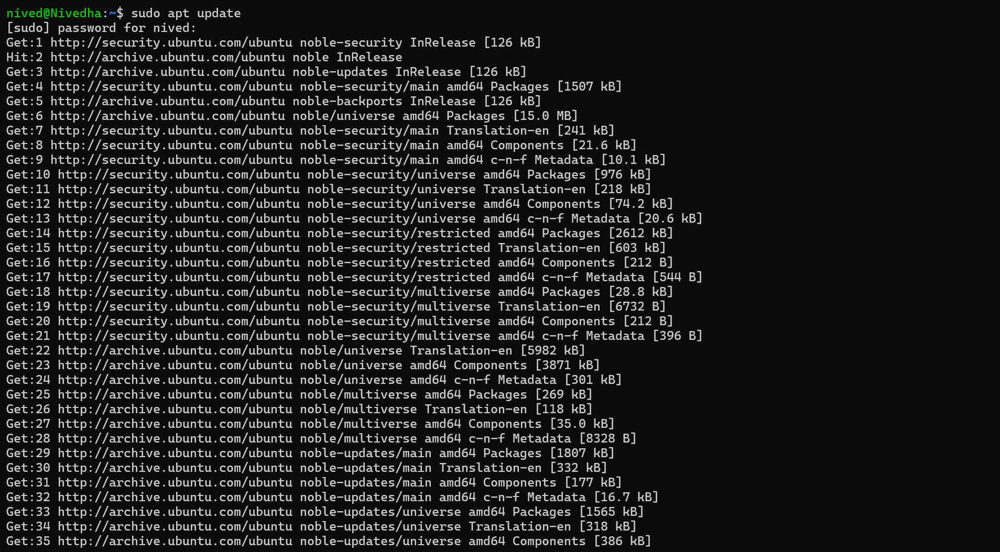 nived@Nivedha:~$ sudo apt update
[sudo] password for nived:
Get:1 http://security.ubuntu.com/ubuntu noble-security InRelease [126 kB]
Hit:2 http://archive.ubuntu.com/ubuntu noble InRelease
Get:3 http://archive.ubuntu.com/ubuntu noble-updates InRelease [126 kB]
Get:4 http://security.ubuntu.com/ubuntu noble-security/main amd64 Packages [1507 kB]
Get:5 http://archive.ubuntu.com/ubuntu noble-backports InRelease [126 kB]
Get:6 http://archive.ubuntu.com/ubuntu noble/universe amd64 Packages [15.0 MB]
Get:7 http://security.ubuntu.com/ubuntu noble-security/main Translation-en [241 kB]
Get:8 http://security.ubuntu.com/ubuntu noble-security/main amd64 Components [21.6 kB]
Get:9 http://security.ubuntu.com/ubuntu noble-security/main amd64 c-n-f Metadata [10.1 kB]
Get:10 http://security.ubuntu.com/ubuntu noble-security/universe amd64 Packages [976 kB]
Get:11 http://security.ubuntu.com/ubuntu noble-security/universe Translation-en [218 kB]
Get:12 http://security.ubuntu.com/ubuntu noble-security/universe amd64 Components [74.2 kB]
Get:13 http://security.ubuntu.com/ubuntu noble-security/universe amd64 c-n-f Metadata [20.6 kB]
Get:14 http://security.ubuntu.com/ubuntu noble-security/restricted amd64 Packages [2612 kB]
Get:15 http://security.ubuntu.com/ubuntu noble-security/restricted Translation-en [603 kB]
Get:16 http://security.ubuntu.com/ubuntu noble-security/restricted amd64 Components [212 B]
Get:17 http://security.ubuntu.com/ubuntu noble-security/restricted amd64 c-n-f Metadata [544 B]
Get:18 http://security.ubuntu.com/ubuntu noble-security/multiverse amd64 Packages [28.8 kB]
Get:19 http://security.ubuntu.com/ubuntu noble-security/multiverse Translation-en [6732 B]
Get:20 http://security.ubuntu.com/ubuntu noble-security/multiverse amd64 Components [212 B]
Get:21 http://security.ubuntu.com/ubuntu noble-security/multiverse amd64 c-n-f Metadata [396 B]
Get:22 http://archive.ubuntu.com/ubuntu noble/universe Translation-en [5982 kB]
Get:23 http://archive.ubuntu.com/ubuntu noble/universe amd64 Components [3871 kB]
Get:24 http://archive.ubuntu.com/ubuntu noble/universe amd64 c-n-f Metadata [301 kB]
Get:25 http://archive.ubuntu.com/ubuntu noble/multiverse amd64 Packages [269 kB]
Get:26 http://archive.ubuntu.com/ubuntu noble/multiverse Translation-en [118 kB]
Get:27 http://archive.ubuntu.com/ubuntu noble/multiverse amd64 Components [35.0 kB]
Get:28 http://archive.ubuntu.com/ubuntu noble/multiverse amd64 c-n-f Metadata [8328 B]
Get:29 http://archive.ubuntu.com/ubuntu noble-updates/main amd64 Packages [1807 kB]
Get:30 http://archive.ubuntu.com/ubuntu noble-updates/main Translation-en [332 kB]
Get:31 http://archive.ubuntu.com/ubuntu noble-updates/main amd64 Components [177 kB]
Get:32 http://archive.ubuntu.com/ubuntu noble-updates/main amd64 c-n-f Metadata [16.7 kB]
Get:33 http://archive.ubuntu.com/ubuntu noble-updates/universe amd64 Packages [1565 kB]
Get:34 http://archive.ubuntu.com/ubuntu noble-updates/universe Translation-en [318 kB]
Get:35 http://archive.ubuntu.com/ubuntu noble-updates/universe amd64 Components [386 kB]